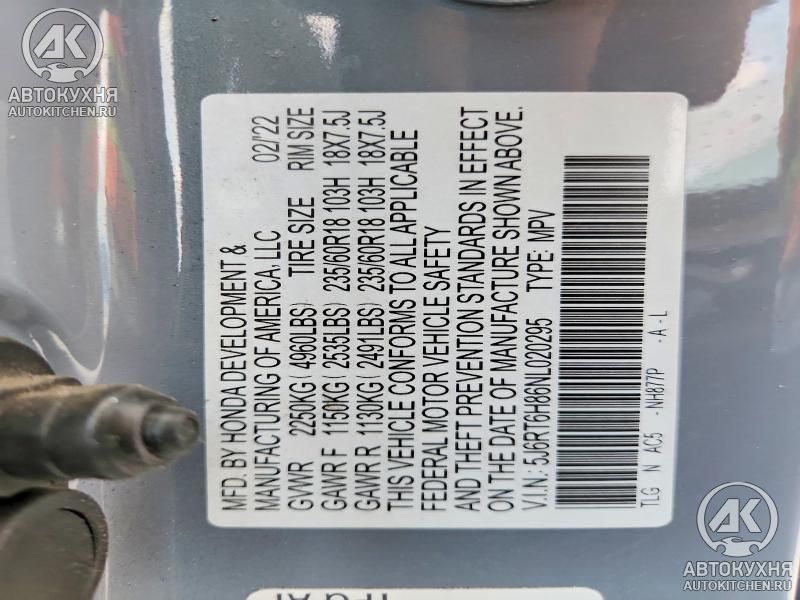 AK
АВТОКУХНЯ
AUTOKITCHEN.RU
MFD. BY HONDA DEVELOPMENT &
MANUFACTURING OF AMERICA, LLC 02/'22
GVWR 2250KG(4960LBS) TIRE SIZE RIM SIZE
GAWR F 1150KG(2535LBS) 235/60R18 103H 18X7.5J
GAWR R 1130KG(2491LBS) 235/60R18 103H 18X7.5J
THIS VEHICLE CONFORMS TO ALL APPLICABLE
FEDERAL MOTOR VEHICLE SAFETY
AND THEFT PREVENTION STANDARDS IN EFFECT
ON THE DATE OF MANUFACTURE SHOWN ABOVE.
V.I.N.: 5J6RT6H86NL020295 TYPE: MPV
TLG N AC5 -NH877P -A-L
AK
АВТОКУХНЯ
AUTOKITCHEN.RU